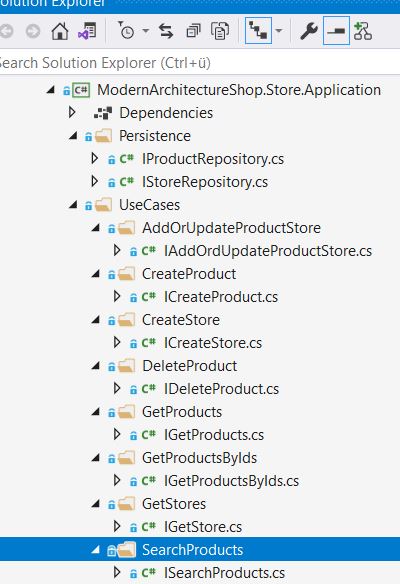 Solution Explorer
Search Solution Explorer (Ctrl+ü)
C# ModernArchitectureShop.Store.Application
Dependencies
Persistence
C# IProductRepository.cs
C# IStoreRepository.cs
UseCases
AddOrUpdateProductStore
C# IAddOrdUpdateProductStore.cs
CreateProduct
C# ICreateProduct.cs
CreateStore
C# ICreateStore.cs
DeleteProduct
C# IDeleteProduct.cs
GetProducts
C# IGetProducts.cs
GetProductsByIds
C# IGetProductsByIds.cs
GetStores
C# IGetStore.cs
SearchProducts
C# ISearchProducts.cs